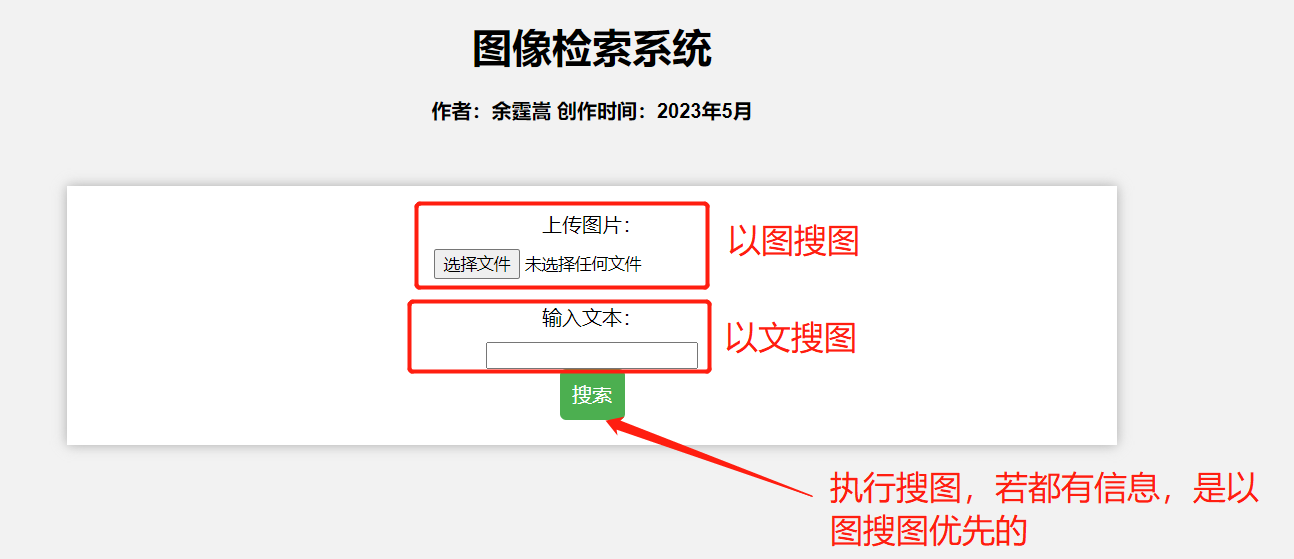 图像检索系统
作者：余霆嵩 创作时间：2023年5月
上传图片：
以图搜图
选择文件 未选择任何文件
输入文本：
以文搜图
搜索
执行搜图，若都有信息，是以
图搜图优先的